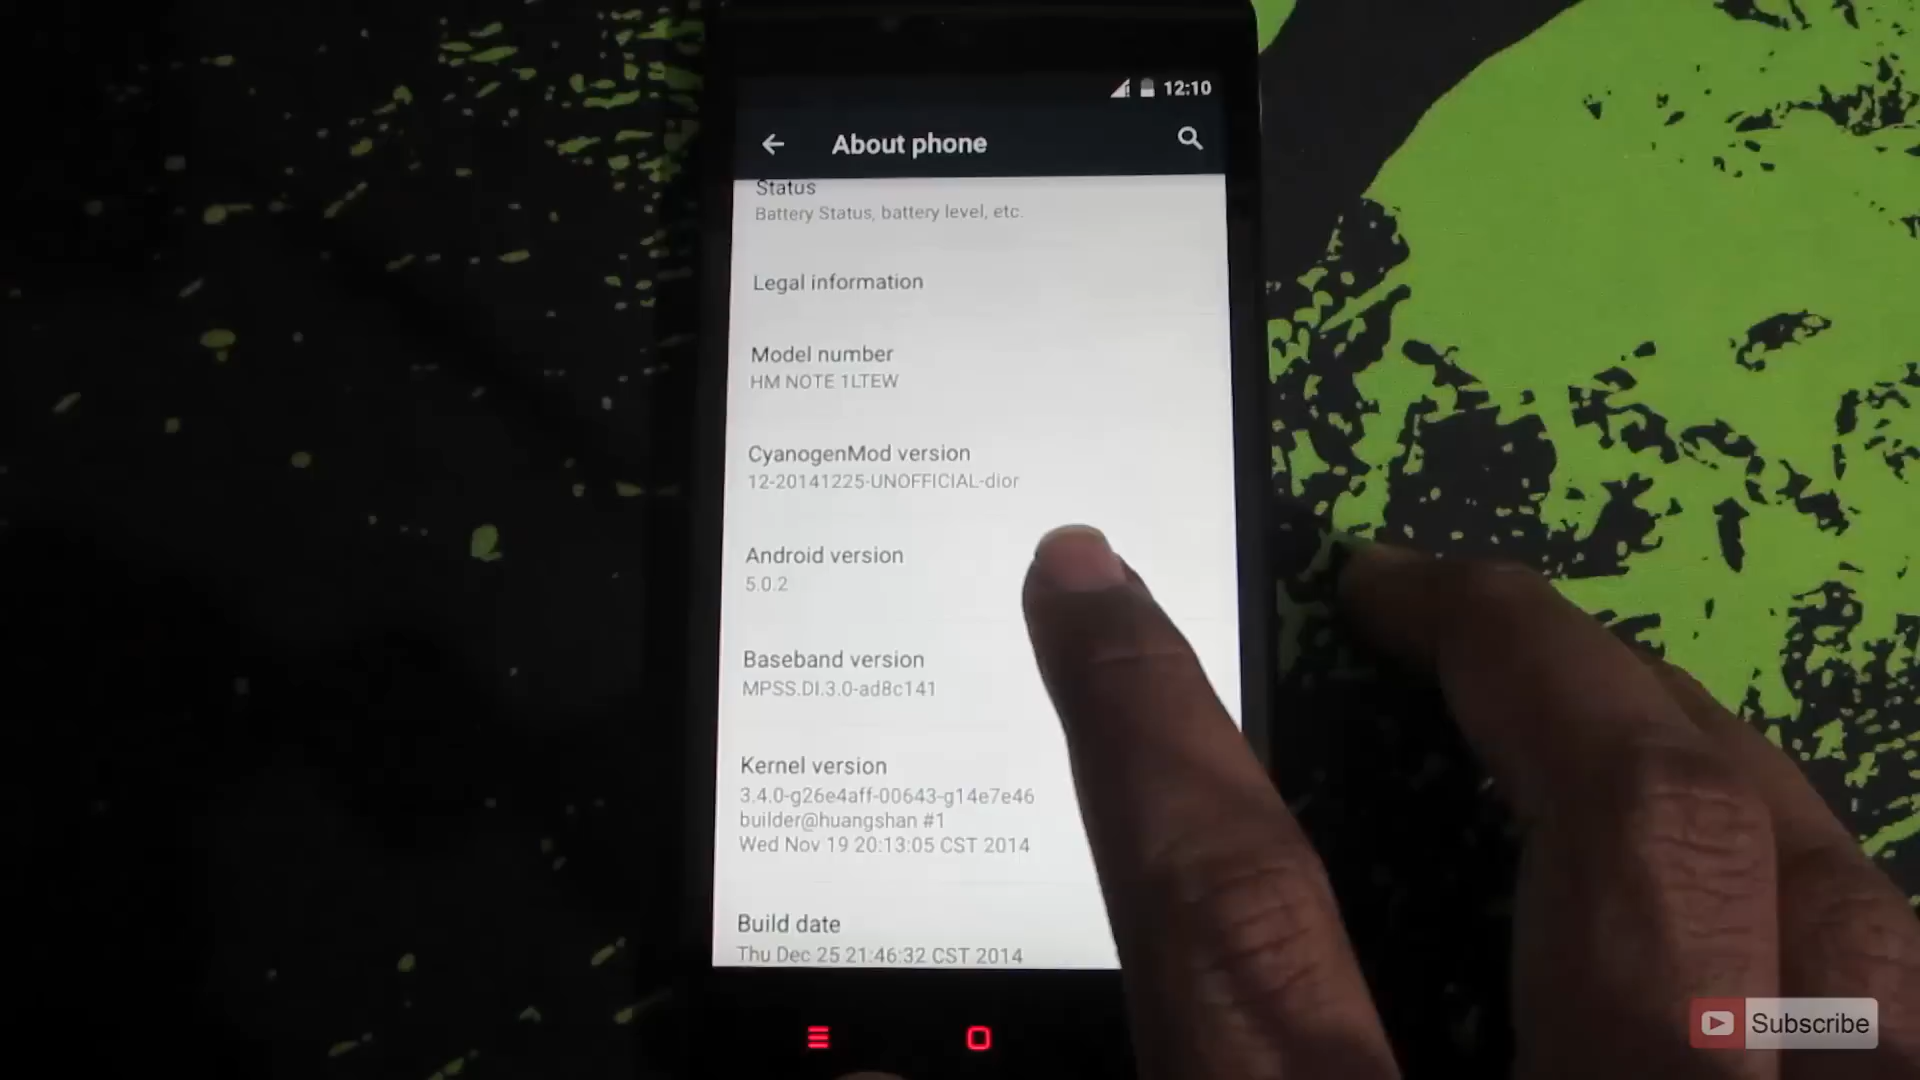 12:10
About phone
Status
Battery Status, battery level, etc.
Legal information
Model number
HM NOTE 1LTEW
CyanogenMod version
12-20141225-UNOFFICIAL-dior
Android version
5.0.2
Baseband version
MPSS.DI.3.0-ad8c141
Kernel version
3.4.0-g26e4aff-00643-g14e7e46
builder@huangshan #1
Wed Nov 19 20:13:05 CST 2014
Build date
Thu Dec 25 21:46:32 CST 2014
Subscribe